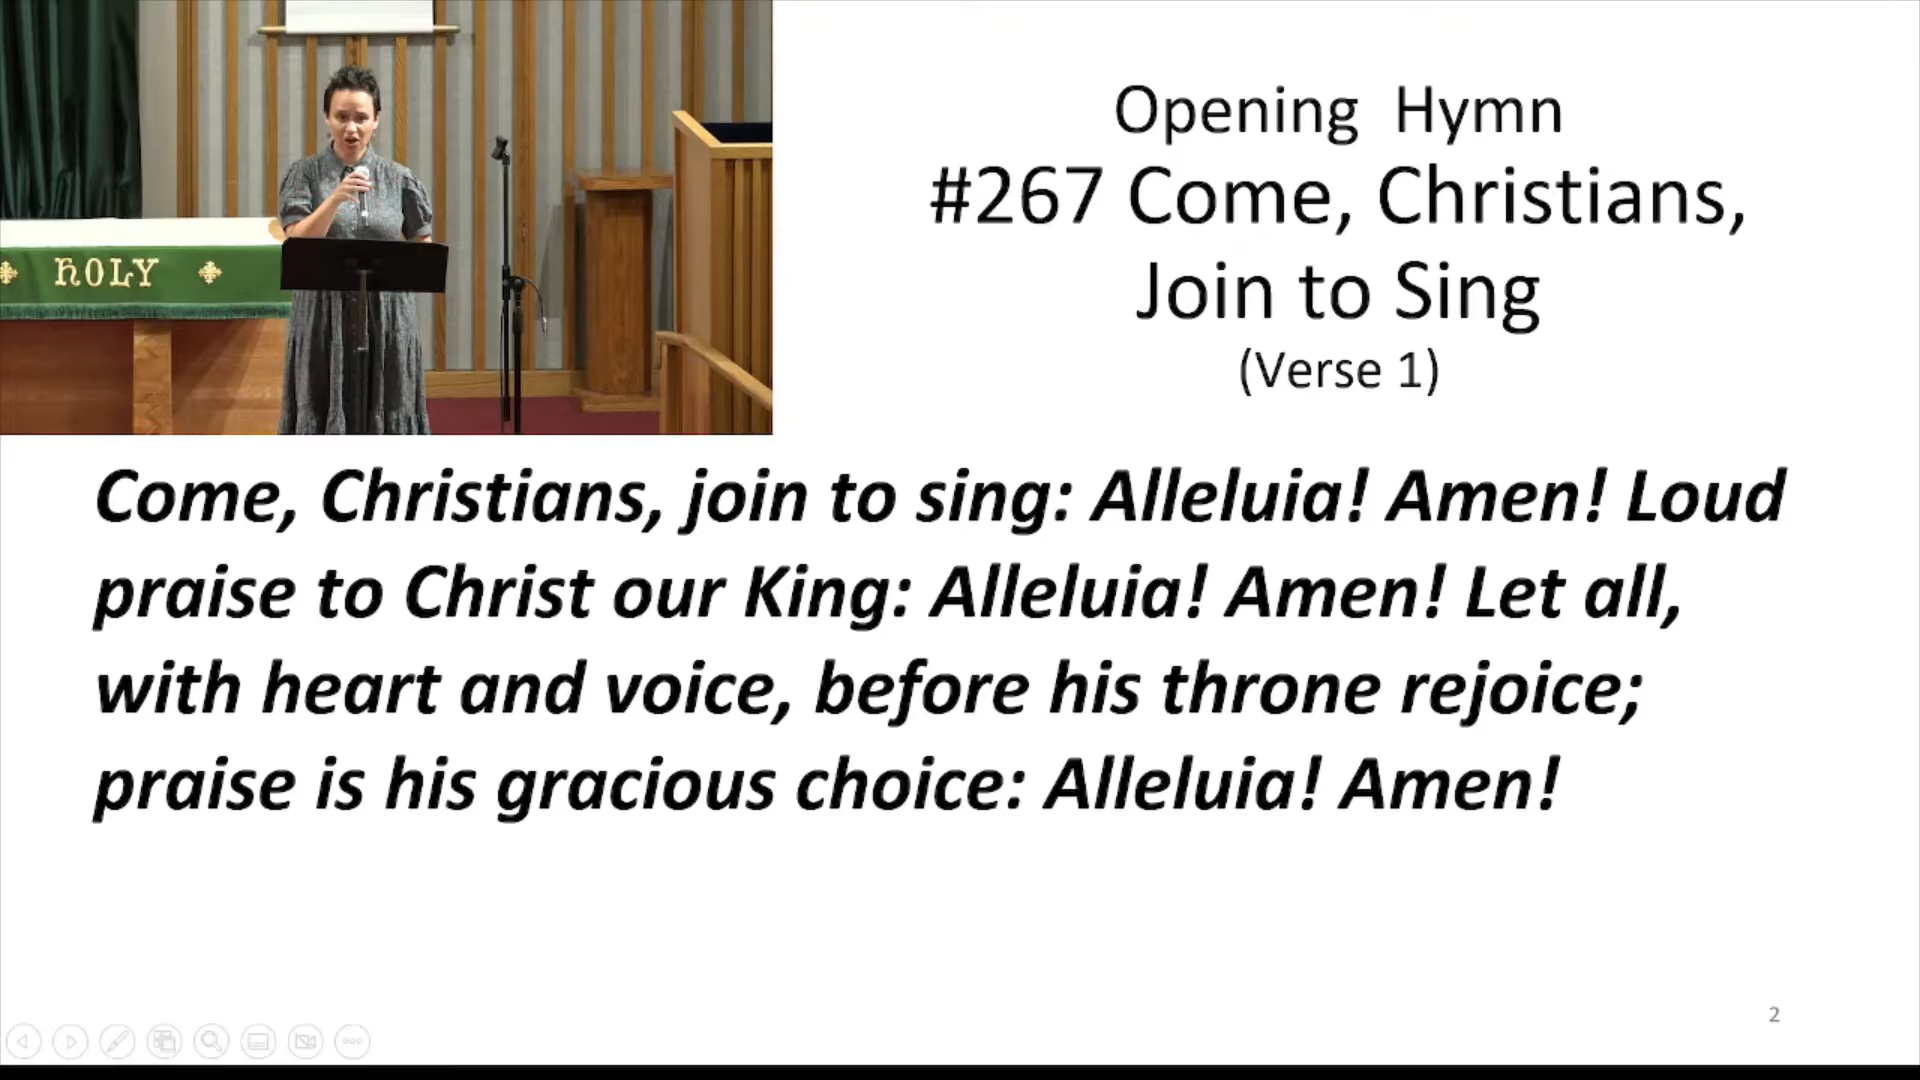 HOLY
Opening Hymn
#267 Come, Christians,
Join to Sing
(Verse 1)
Come, Christians, join to sing: Alleluia! Amen! Loud
praise to Christ our King: Alleluia! Amen! Let all,
with heart and voice, before his throne rejoice;
praise is his gracious choice: Alleluia! Amen!
2